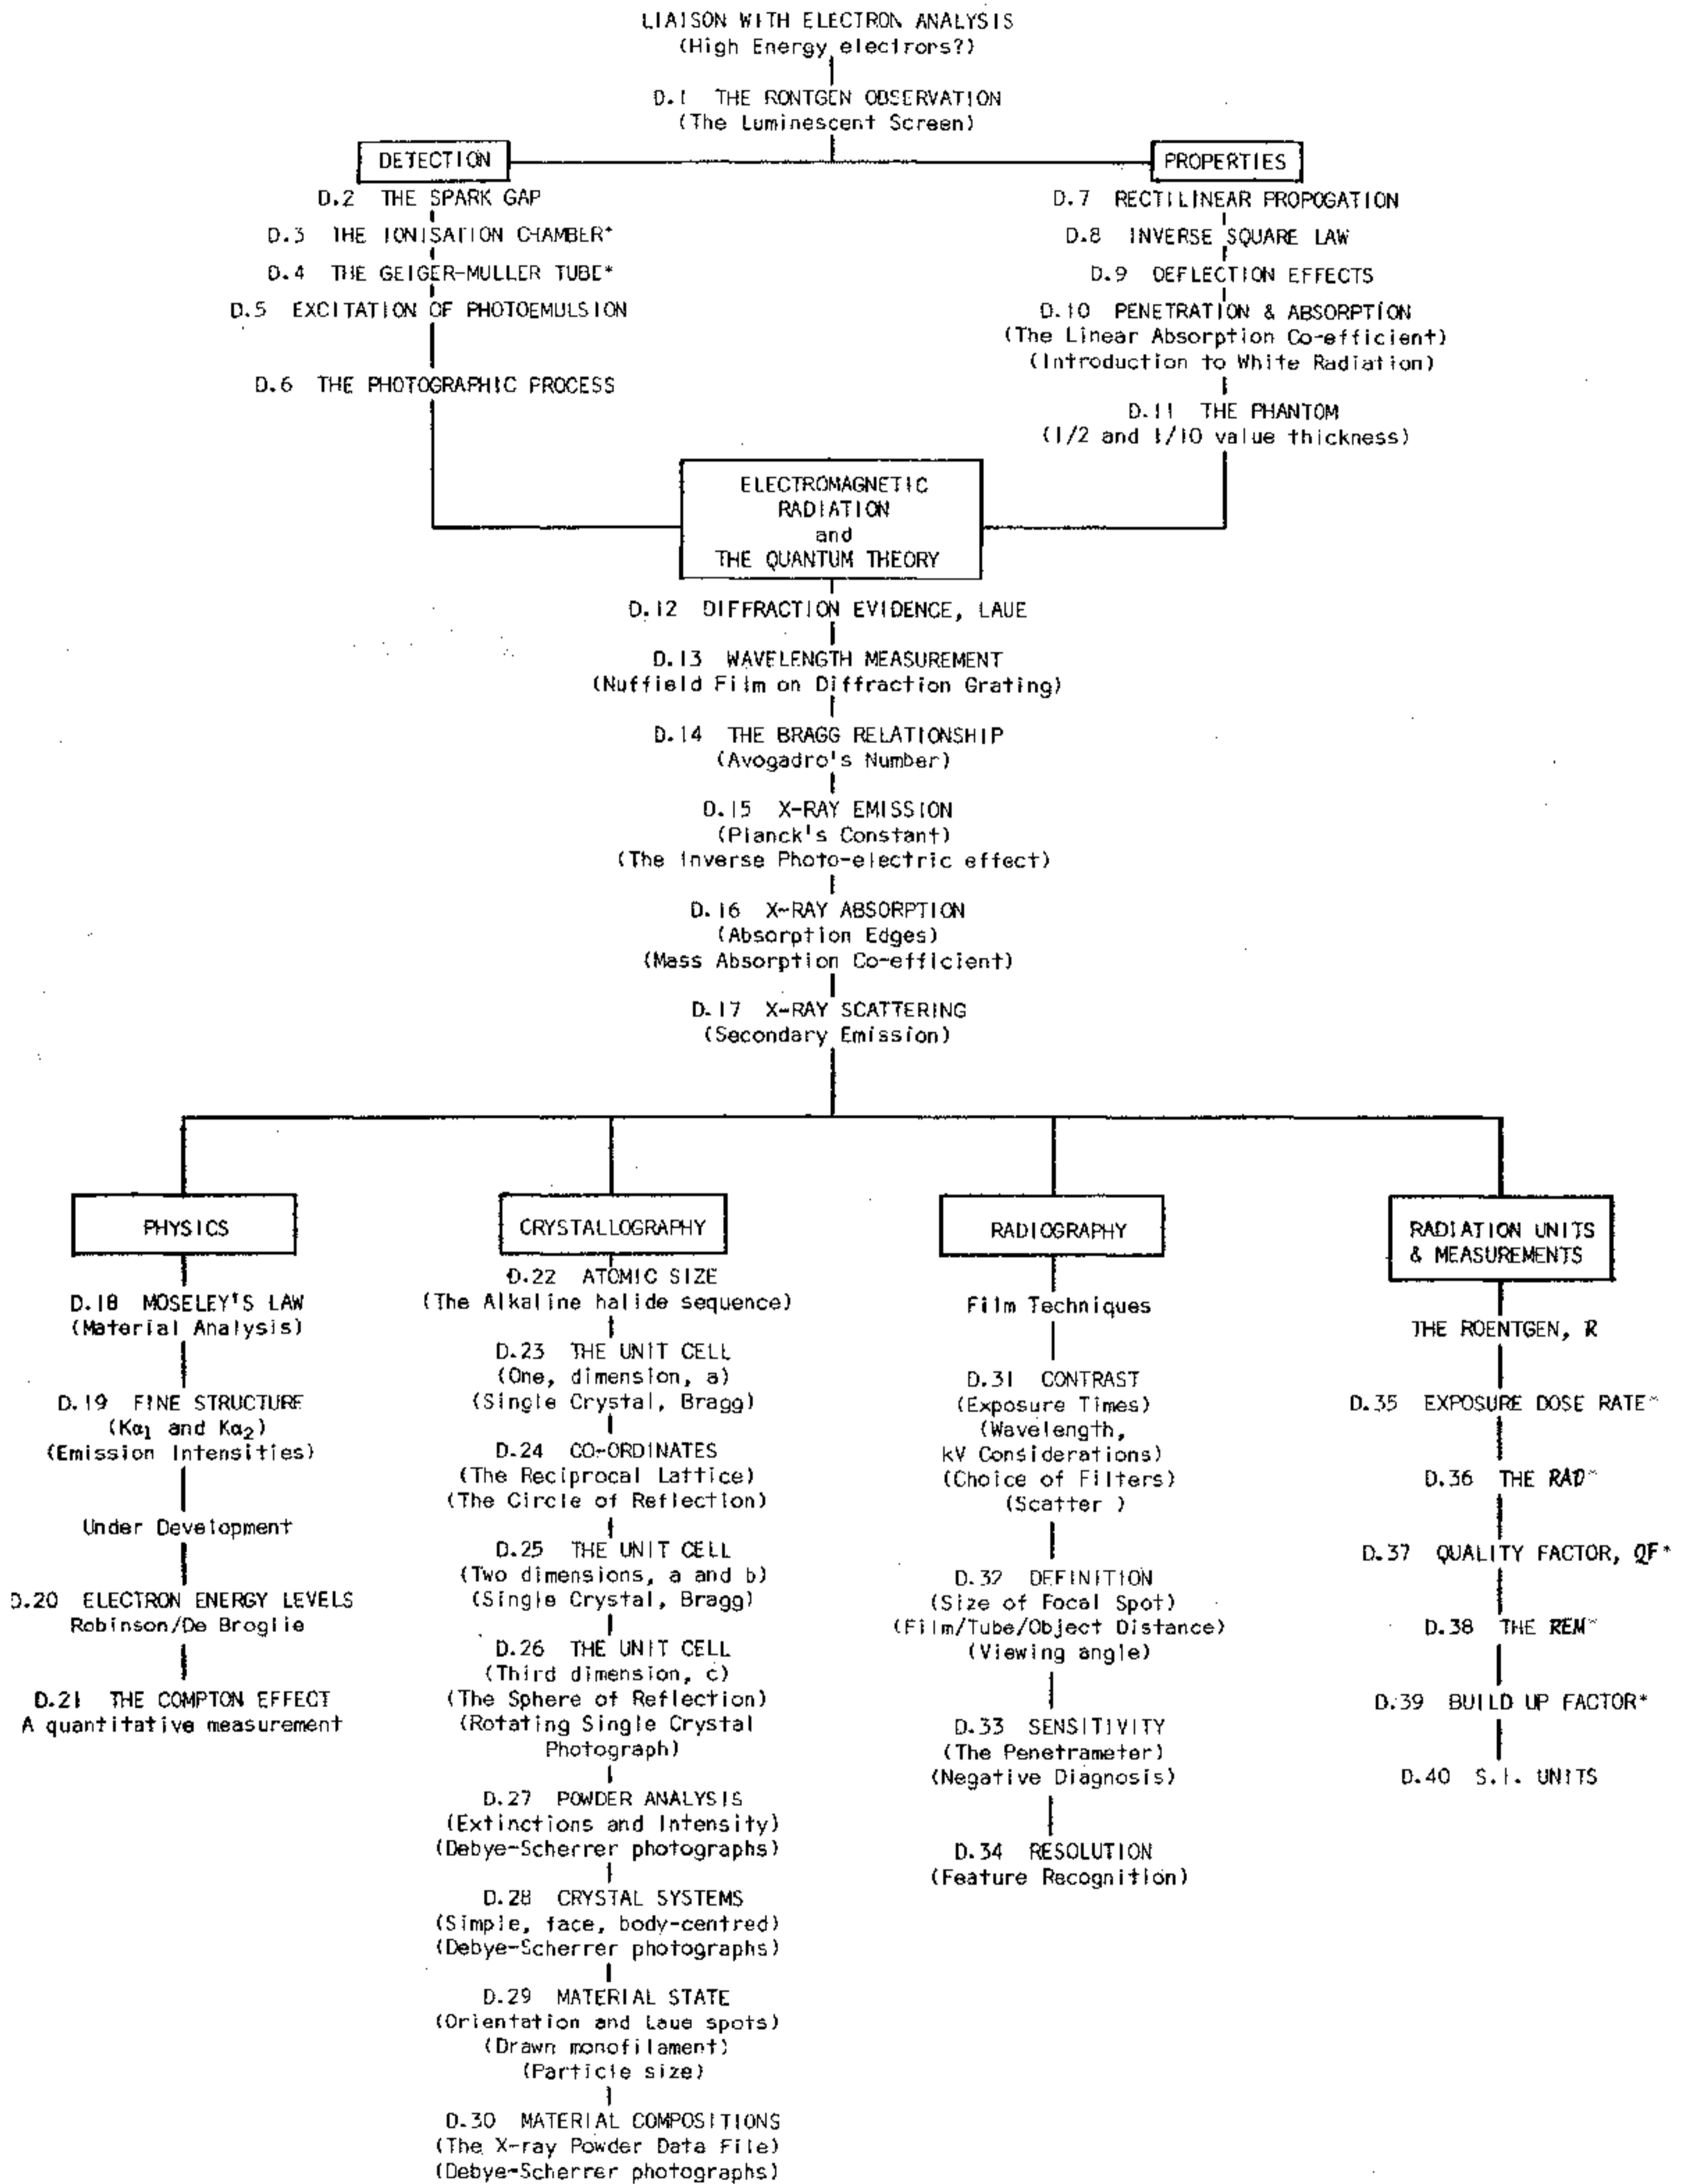 LIAISON WITH ELECTRON ANALYSIS
(High Energy electrons?)
D.1 THE RONTGEN OBSERVATION
(The Luminescent Screen)
DETECTION
D.2 THE SPARK GAP
D.3 THE IONISATION CHAMBER*
D.4 THE GEIGER-MULLER TUBE*
D.5 EXCITATION OF PHOTOEMULSION
D.6 THE PHOTOGRAPHIC PROCESS
PROPERTIES
D.7 RECTILINEAR PROPOGATION
D.8 INVERSE SQUARE LAW
D.9 DEFLECTION EFFECTS
D.10 PENETRATION & ABSORPTION
(The Linear Absorption Co-efficient)
(Introduction to White Radiation)
D.11 THE PHANTOM
(1/2 and 1/10 value thickness)
ELECTROMAGNETIC
RADIATION
and
THE QUANTUM THEORY
D.12 DIFFRACTION EVIDENCE, LAUE
D.13 WAVELENGTH MEASUREMENT
(Nuffield Film on Diffraction Grating)
D.14 THE BRAGG RELATIONSHIP
(Avogadro's Number)
D.15 X-RAY EMISSION
(Planck's Constant)
(The inverse Photo-electric effect)
D.16 X-RAY ABSORPTION
(Absorption Edges)
(Mass Absorption Co-efficient)
D.17 X-RAY SCATTERING
(Secondary Emission)
PHYSICS
D.18 MOSELEY'S LAW
(Material Analysis)
D.19 FINE STRUCTURE
(Kα₁ and Kα₂)
(Emission Intensities)
Under Development
D.20 ELECTRON ENERGY LEVELS
Robinson/De Broglie
D.21 THE COMPTON EFFECT
A quantitative measurement
CRYSTALLOGRAPHY
D.22 ATOMIC SIZE
(The Alkaline halide sequence)
D.23 THE UNIT CELL
(One, dimension, a)
(Single Crystal, Bragg)
D.24 CO-ORDINATES
(The Reciprocal Lattice)
(The Circle of Reflection)
D.25 THE UNIT CELL
(Two dimensions, a and b)
(Single Crystal, Bragg)
D.26 THE UNIT CELL
(Third dimension, c)
(The Sphere of Reflection)
(Rotating Single Crystal
Photograph)
D.27 POWDER ANALYSIS
(Extinctions and Intensity)
(Debye-Scherrer photographs)
D.28 CRYSTAL SYSTEMS
(Simple, face, body-centred)
(Debye-Scherrer photographs)
D.29 MATERIAL STATE
(Orientation and Laue spots)
(Drawn monofilament)
(Particle size)
D.30 MATERIAL COMPOSITIONS
(The X-ray Powder Data File)
(Debye-Scherrer photographs)
RADIOGRAPHY
Film Techniques
D.31 CONTRAST
(Exposure Times)
(Wavelength,
kV Considerations)
(Choice of Filters)
(Scatter )
D.32 DEFINITION
(Size of Focal Spot)
(Film/Tube/Object Distance)
(Viewing angle)
D.33 SENSITIVITY
(The Penetrameter)
(Negative Diagnosis)
D.34 RESOLUTION
(Feature Recognition)
RADIATION UNITS
& MEASUREMENTS
THE ROENTGEN, R
D.35 EXPOSURE DOSE RATE*
D.36 THE RAD*
D.37 QUALITY FACTOR, QF*
D.38 THE REM*
D.39 BUILD UP FACTOR*
D.40 S.I. UNITS